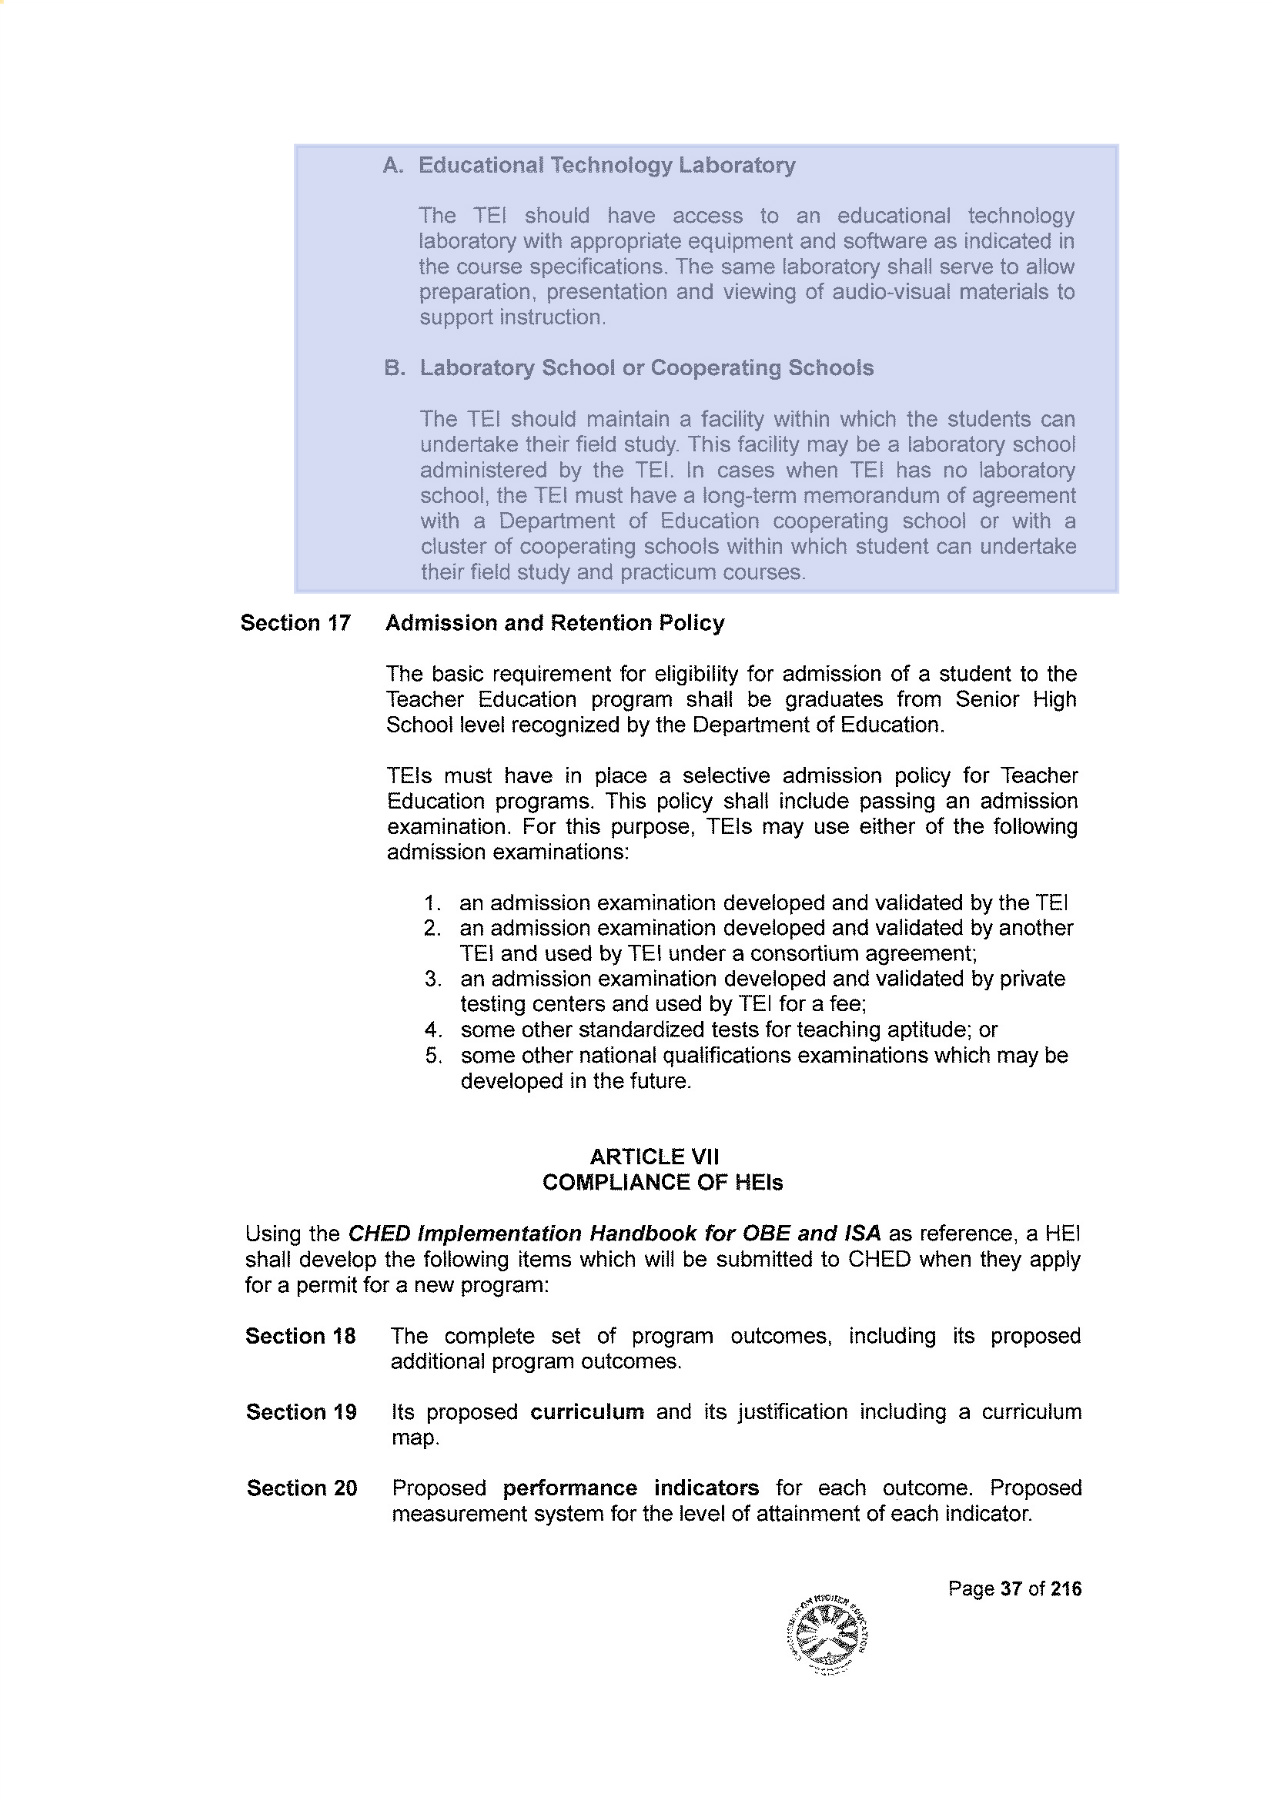 A. Educational Technology Laboratory
The TEI should have access to an educational technology
laboratory with appropriate equipment and software as indicated in
the course specifications. The same laboratory shall serve to allow
preparation, presentation and viewing of audio-visual materials to
support instruction.
B. Laboratory School or Cooperating Schools
The TEI should maintain a facility within which the students can
undertake their field study. This facility may be a laboratory school
administered by the TEI. In cases when TEI has no laboratory
school, the TEI must have a long-term memorandum of agreement
with a Department of Education cooperating school or with a
cluster of cooperating schools within which student can undertake
their field study and practicum courses.
Section 17 Admission and Retention Policy
The basic requirement for eligibility for admission of a student to the
Teacher Education program shall be graduates from Senior High
School level recognized by the Department of Education.
TEIs must have in place a selective admission policy for Teacher
Education programs. This policy shall include passing an admission
examination. For this purpose, TEIs may use either of the following
admission examinations:
1. an admission examination developed and validated by the TEI
2. an admission examination developed and validated by another
TEI and used by TEI under a consortium agreement;
3. an admission examination developed and validated by private
testing centers and used by TEI for a fee;
4. some other standardized tests for teaching aptitude; or
5. some other national qualifications examinations which may be
developed in the future.
ARTICLE VII
COMPLIANCE OF HEIs
Using the CHED Implementation Handbook for OBE and ISA as reference, a HEI
shall develop the following items which will be submitted to CHED when they apply
for a permit for a new program:
Section 18 The complete set of program outcomes, including its proposed
additional program outcomes.
Section 19 Its proposed curriculum and its justification including a curriculum
map.
Section 20 Proposed performance indicators for each outcome. Proposed
measurement system for the level of attainment of each indicator.
Page 37 of 216
ON HIGHER EDUCATION